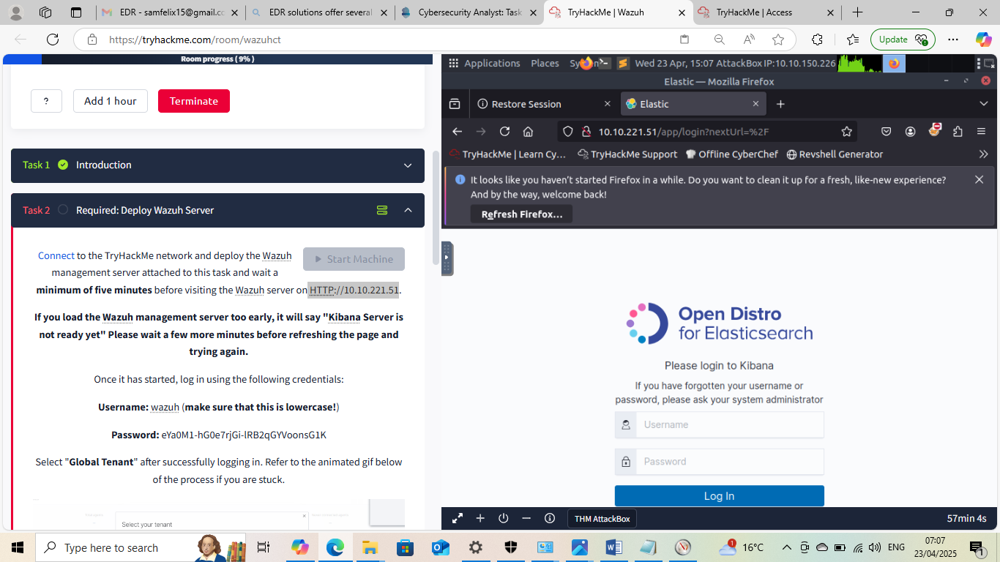 EDR - samfelix15@gmail.cc
EDR solutions offer several
Cybersecurity Analyst: Task
TryHackMe | Wazuh
TryHackMe | Access
https://tryhackme.com/room/wazuhct
Update
Room progress ( 9% )
?
Add 1 hour
Terminate
Task 1
Introduction
Task 2
Required: Deploy Wazuh Server
Connect to the TryHackMe network and deploy the Wazuh
management server attached to this task and wait a
minimum of five minutes before visiting the Wazuh server on HTTP://10.10.221.51.
Start Machine
If you load the Wazuh management server too early, it will say "Kibana Server is
not ready yet" Please wait a few more minutes before refreshing the page and
trying again.
Once it has started, log in using the following credentials:
Username: wazuh (make sure that this is lowercase!)
Password: eYa0M1-hG0e7rjGi-lRB2qGYVoonsG1K
Select "Global Tenant" after successfully logging in. Refer to the animated gif below
of the process if you are stuck.
Select your tenant
Applications
Places
Wed 23 Apr, 15:07 AttackBox IP:10.10.150.226
Elastic — Mozilla Firefox
Restore Session
Elastic
10.10.221.51/app/login?nextUrl=%2F
TryHackMe | Learn Cy...
TryHackMe Support
Offline CyberChef
Revshell Generator
It looks like you haven't started Firefox in a while. Do you want to clean it up for a fresh, like-new experience?
And by the way, welcome back!
Refresh Firefox...
Open Distro
for Elasticsearch
Please login to Kibana
If you have forgotten your username or
password, please ask your system administrator
Username
Password
Log In
THM AttackBox
57min 4s
Type here to search
16°C
ENG
07:07
23/04/2025
1
1